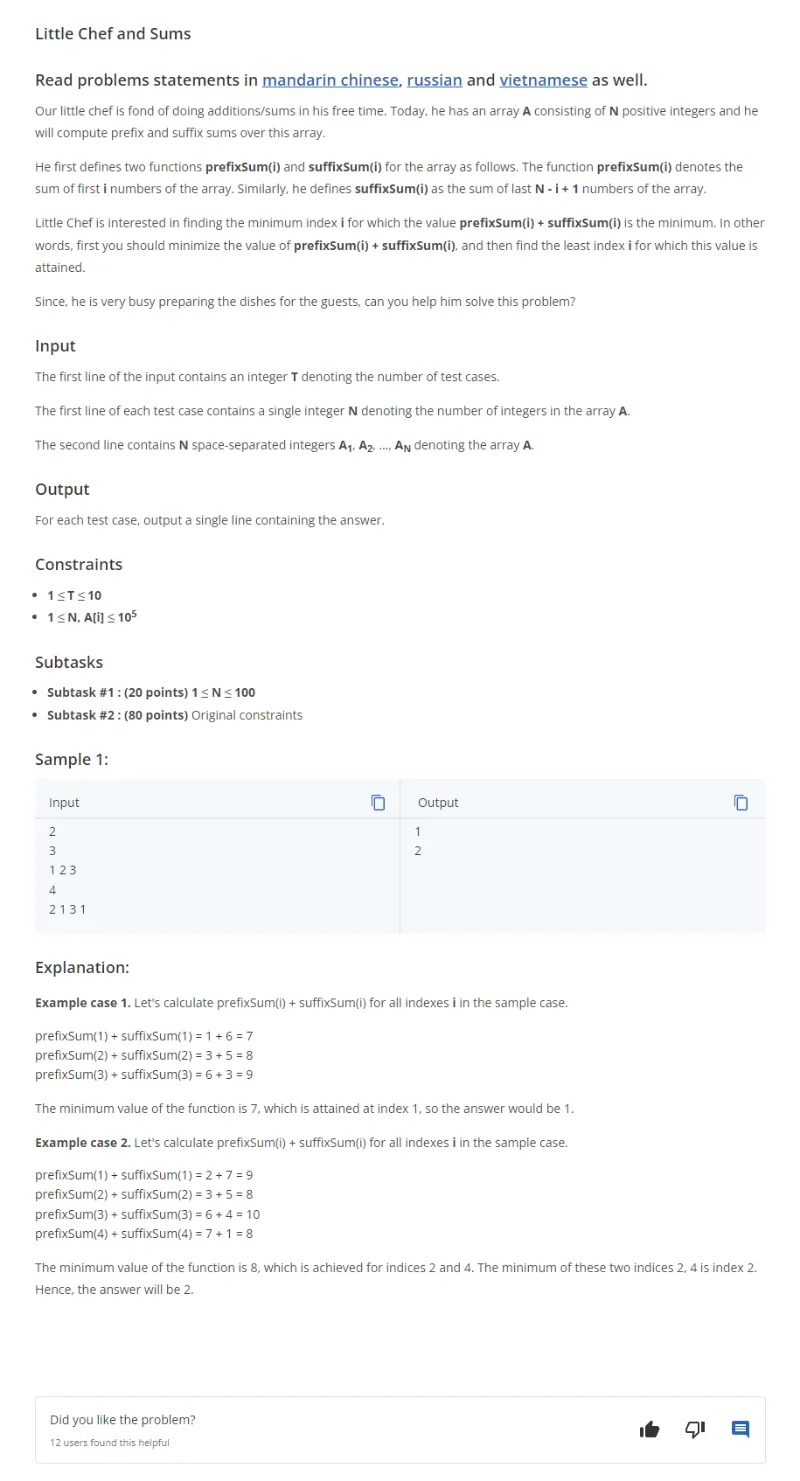 Little Chef and Sums
Read problems statements in mandarin chinese, russian and vietnamese as well.
Our little chef is fond of doing additions/sums in his free time. Today, he has an array A consisting of N positive integers and he
will compute prefix and suffix sums over this array.
He first defines two functions prefixSum(i) and suffixSum(i) for the array as follows. The function prefixSum(i) denotes the
sum of first i numbers of the array. Similarly, he defines suffixSum(i) as the sum of last N - i + 1 numbers of the array.
Little Chef is interested in finding the minimum index i for which the value prefixSum(i) + suffixSum(i) is the minimum. In other
words, first you should minimize the value of prefixSum(i) + suffixSum(i), and then find the least index i for which this value is
attained.
Since, he is very busy preparing the dishes for the guests, can you help him solve this problem?
Input
The first line of the input contains an integer T denoting the number of test cases.
The first line of each test case contains a single integer N denoting the number of integers in the array A.
The second line contains N space-separated integers A1, A2, ..., AN denoting the array A.
Output
For each test case, output a single line containing the answer.
Constraints
• 1 ≤ T ≤ 10
• 1 ≤ N, A[i] ≤ 10^5
Subtasks
• Subtask #1 : (20 points) 1 ≤ N ≤ 100
• Subtask #2 : (80 points) Original constraints
Sample 1:
Input
Output
2
3
1 2 3
4
2 1 3 1
1
2
Explanation:
Example case 1. Let's calculate prefixSum(i) + suffixSum(i) for all indexes i in the sample case.
prefixSum(1) + suffixSum(1) = 1 + 6 = 7
prefixSum(2) + suffixSum(2) = 3 + 5 = 8
prefixSum(3) + suffixSum(3) = 6 + 3 = 9
The minimum value of the function is 7, which is attained at index 1, so the answer would be 1.
Example case 2. Let's calculate prefixSum(i) + suffixSum(i) for all indexes i in the sample case.
prefixSum(1) + suffixSum(1) = 2 + 7 = 9
prefixSum(2) + suffixSum(2) = 3 + 5 = 8
prefixSum(3) + suffixSum(3) = 6 + 4 = 10
prefixSum(4) + suffixSum(4) = 7 + 1 = 8
The minimum value of the function is 8, which is achieved for indices 2 and 4. The minimum of these two indices 2, 4 is index 2.
Hence, the answer will be 2.
Did you like the problem?
12 users found this helpful